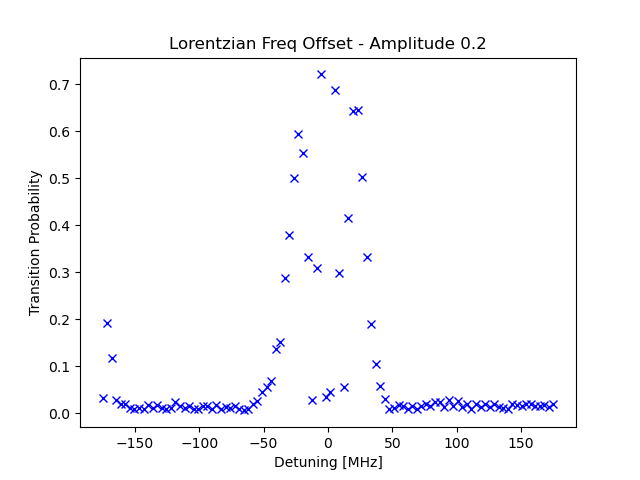 Lorentzian Freq Offset - Amplitude 0.2
Transition Probability
0.7
0.6
0.5
0.4
0.3
0.2
0.1
0.0
−150 −100 −50 0 50 100 150
Detuning [MHz]